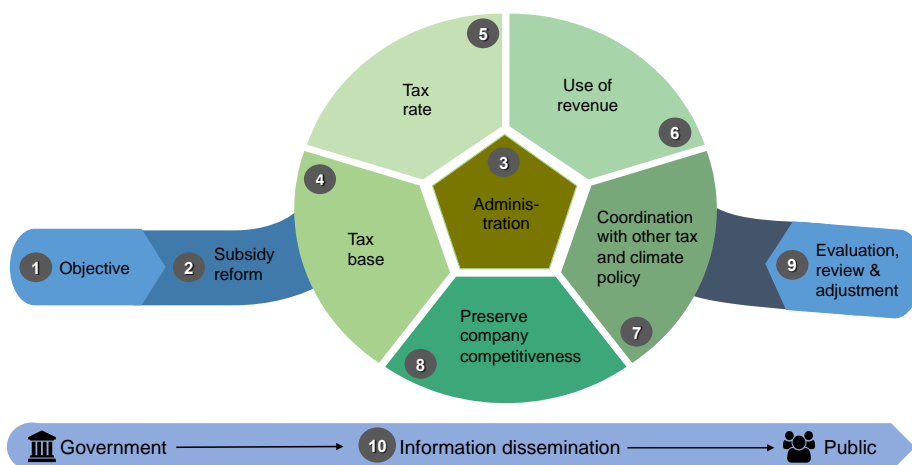 1 Objective
2 Subsidy
reform
3
Adminis-
tration
4
Tax
base
5
Tax
rate
Use of
revenue
6
Coordination
with other tax
and climate
policy
7
Preserve
company
competitiveness
8
9 Evaluation,
review &
adjustment
Government 10 Information dissemination Public